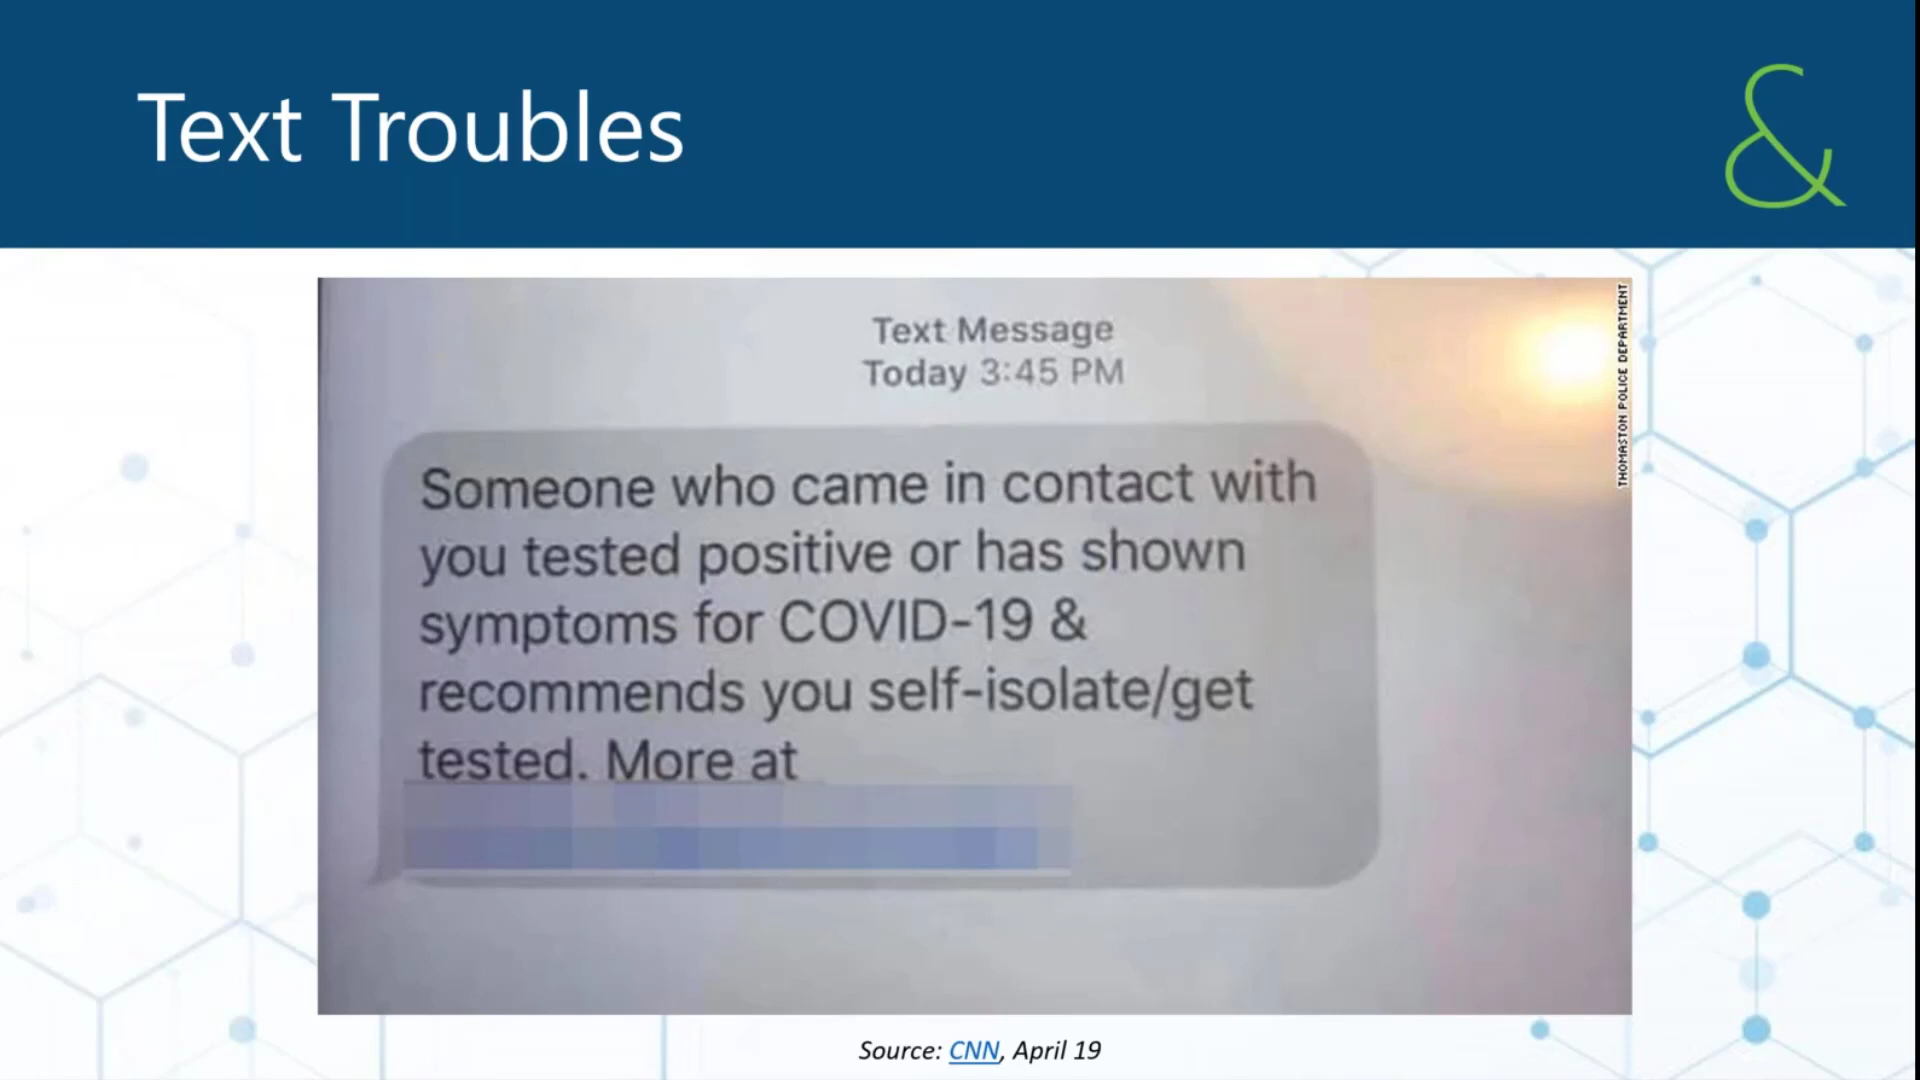 Text Troubles
&
THOMASTON POLICE DEPARTMENT
Text Message
Today 3:45 PM
Someone who came in contact with
you tested positive or has shown
symptoms for COVID-19 &
recommends you self-isolate/get
tested. More at
Source: CNN, April 19